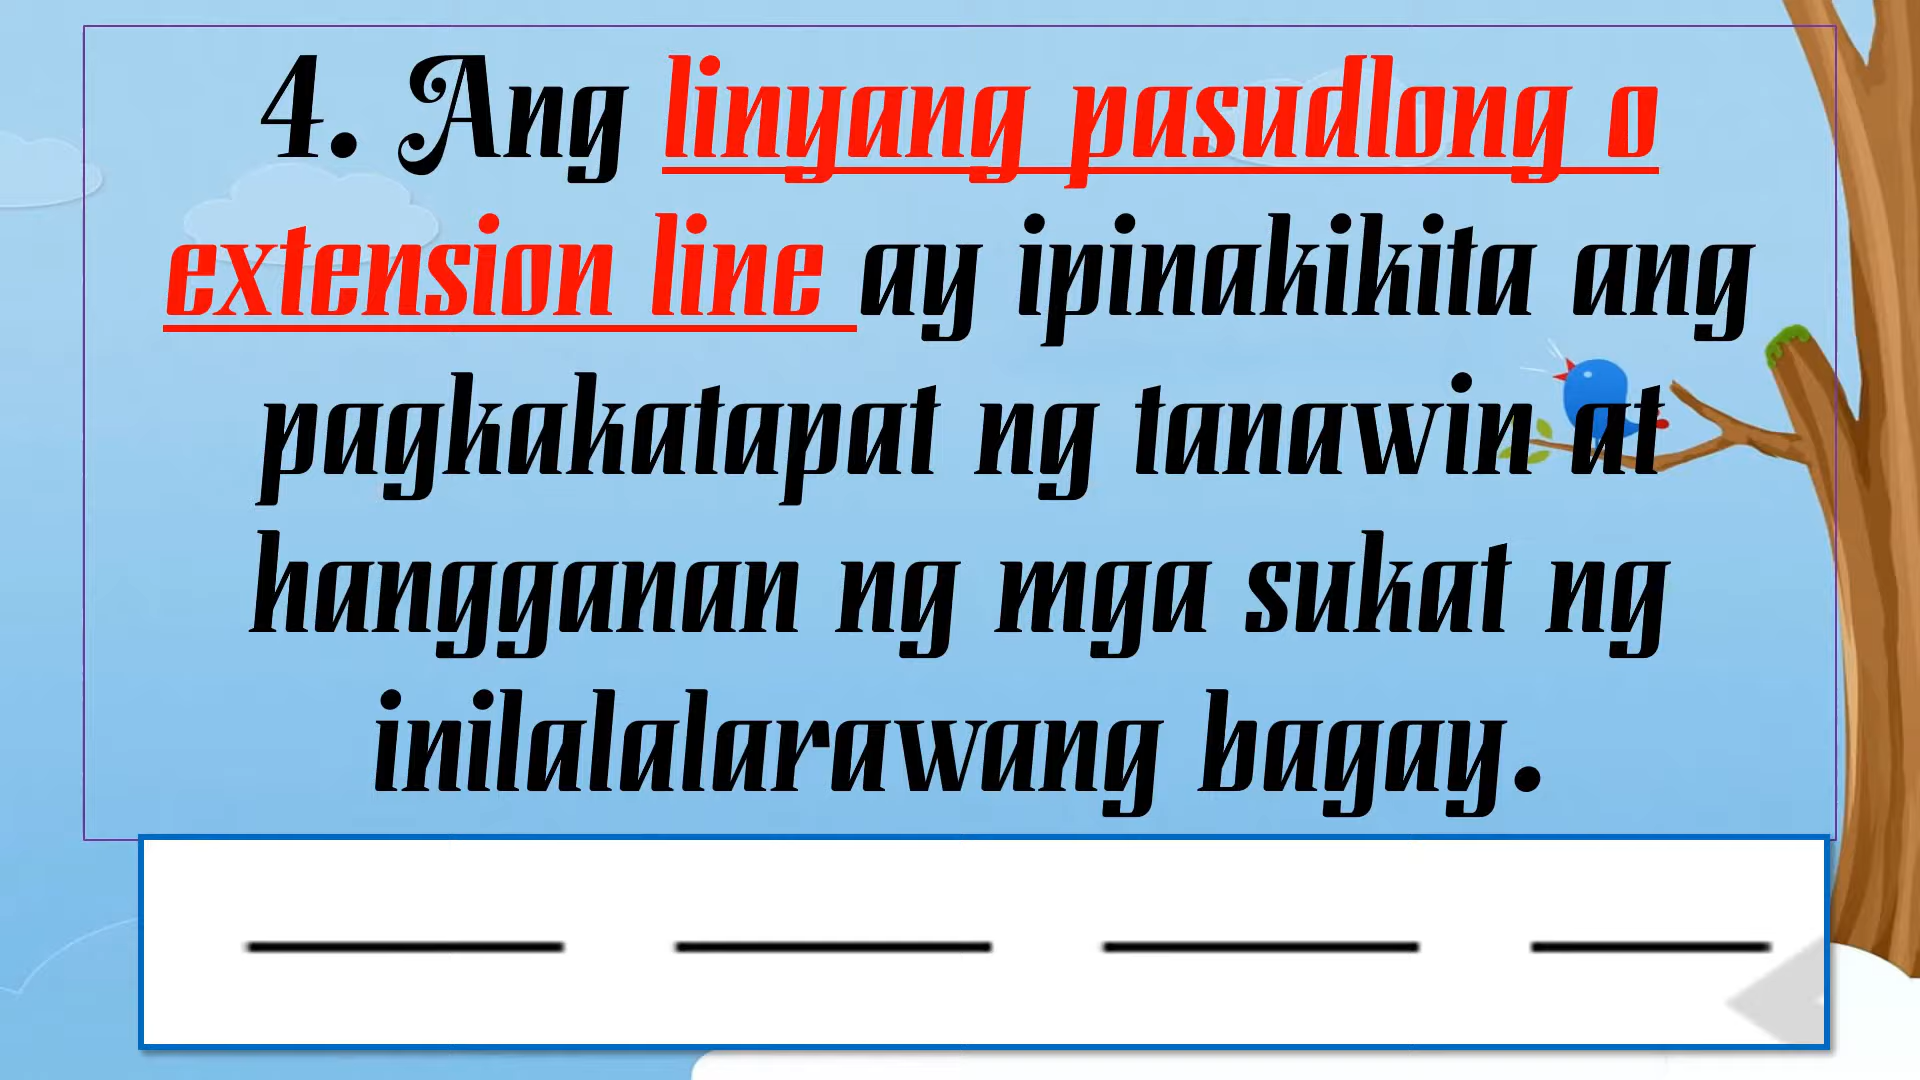 4. Ang linyang pasudlong o
extension line ay ipinakikita ang
pagkakatapat ng tanawin at
hangganan ng mga sukat ng
inilalalarawang bagay.